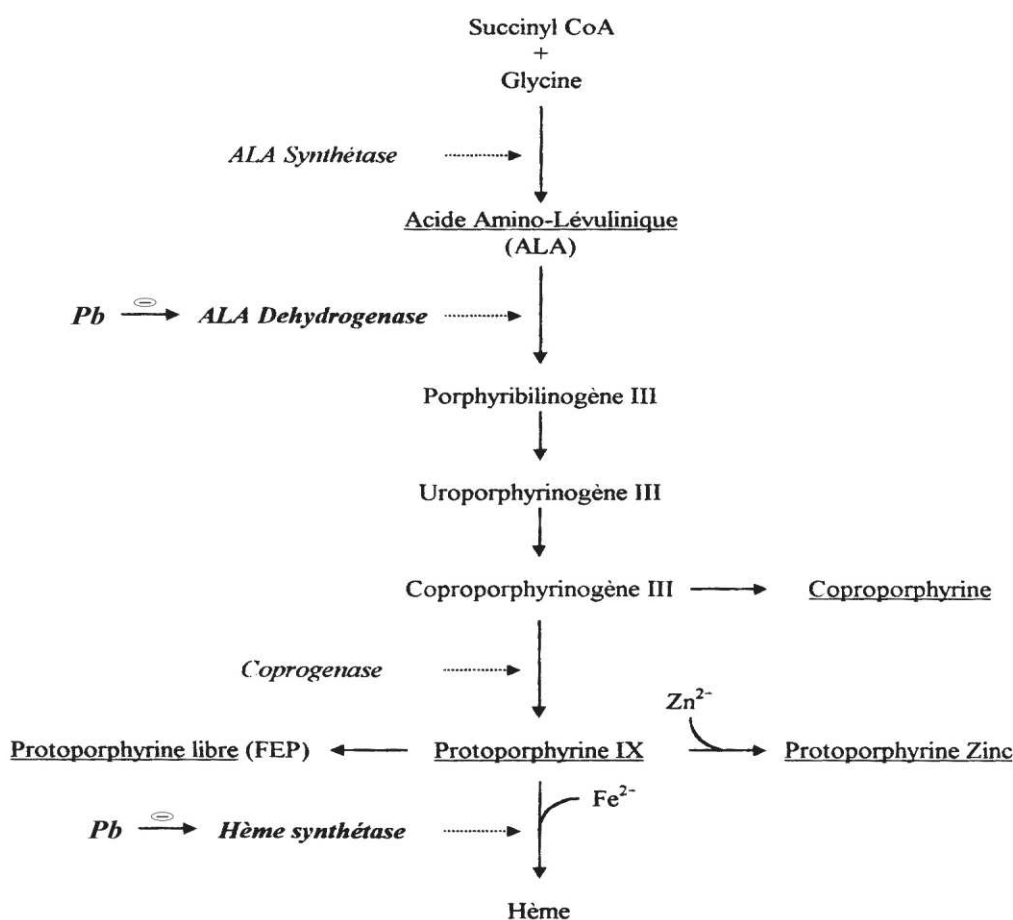 Succinyl CoA
+
Glycine
ALA Synthétase
Acide Amino-Lévulinique
(ALA)
Pb ⊖ ALA Dehydrogenase
Porphyribilinogène III
Uroporphyrinogène III
Coproporphyrinogène III Coproporphyrine
Coprogenase
Zn²⁻
Protoporphyrine libre (FEP) Protoporphyrine IX Protoporphyrine Zinc
Fe²⁻
Pb ⊖ Hème synthétase
Hème